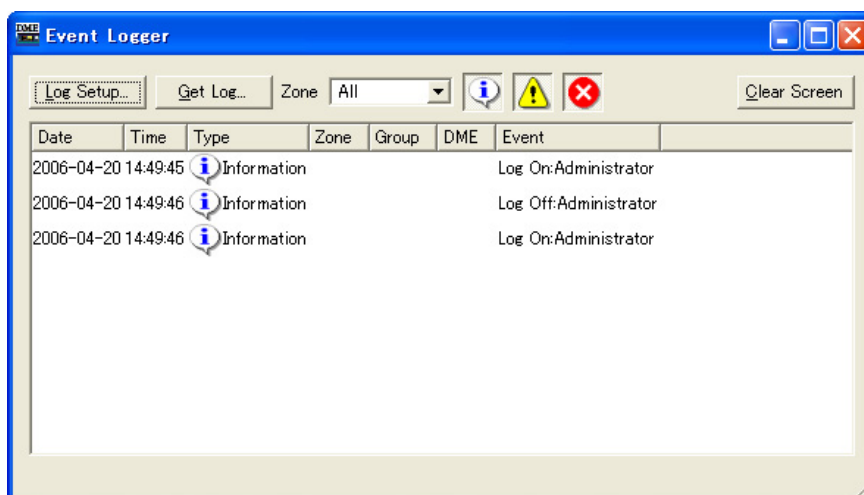 DME Event Logger
Log Setup... Get Log... Zone All Clear Screen
Date Time Type Zone Group DME Event
2006-04-20 14:49:45 Information Log On:Administrator
2006-04-20 14:49:46 Information Log Off:Administrator
2006-04-20 14:49:46 Information Log On:Administrator